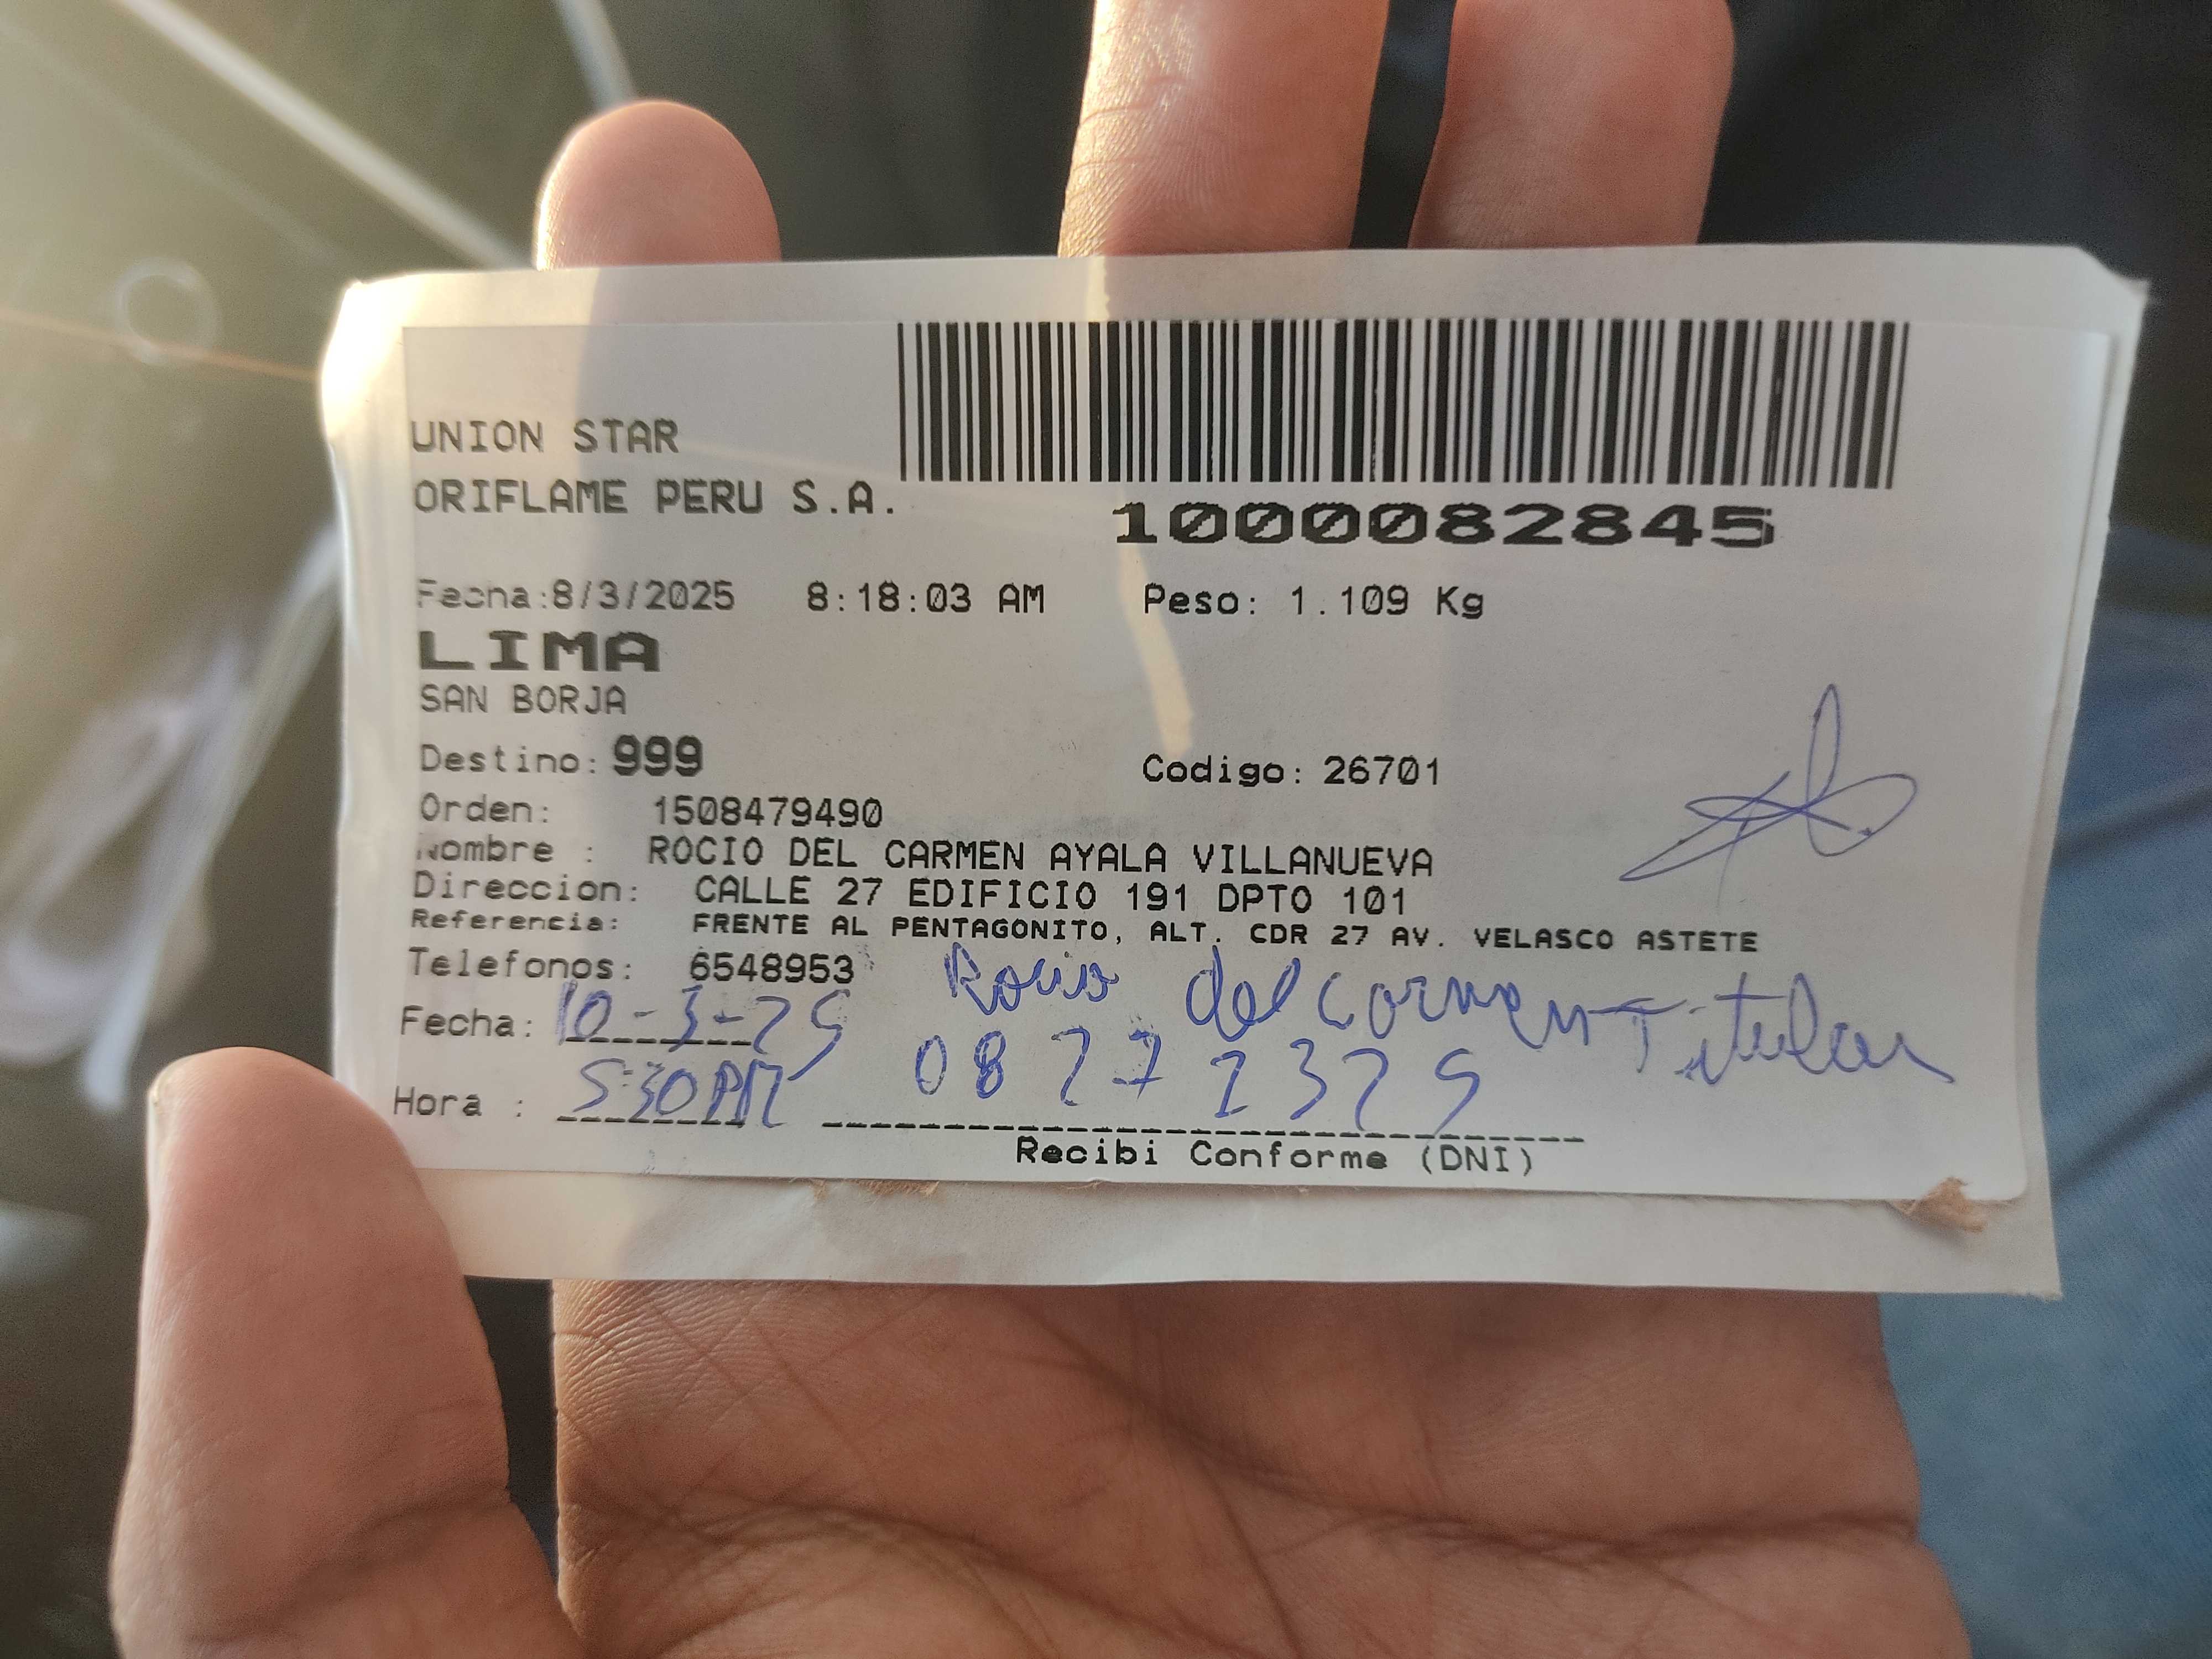 UNION STAR
ORIFLAME PERU S.A.
1000082845
Fecha:8/3/2025 8:18:03 AM Peso: 1.109 Kg
LIMA
SAN BORJA
Destino: 999 Codigo: 26701
Orden: 1508479490
Nombre : ROCIO DEL CARMEN AYALA VILLANUEVA
Direccion: CALLE 27 EDIFICIO 191 DPTO 101
Referencia: FRENTE AL PENTAGONITO, ALT. CDR 27 AV. VELASCO ASTETE
Telefonos: 6548953 Rocio del Carmen Titular
Fecha: 10-3-25
Hora : 5:30 PM
Recibi Conforme (DNI)